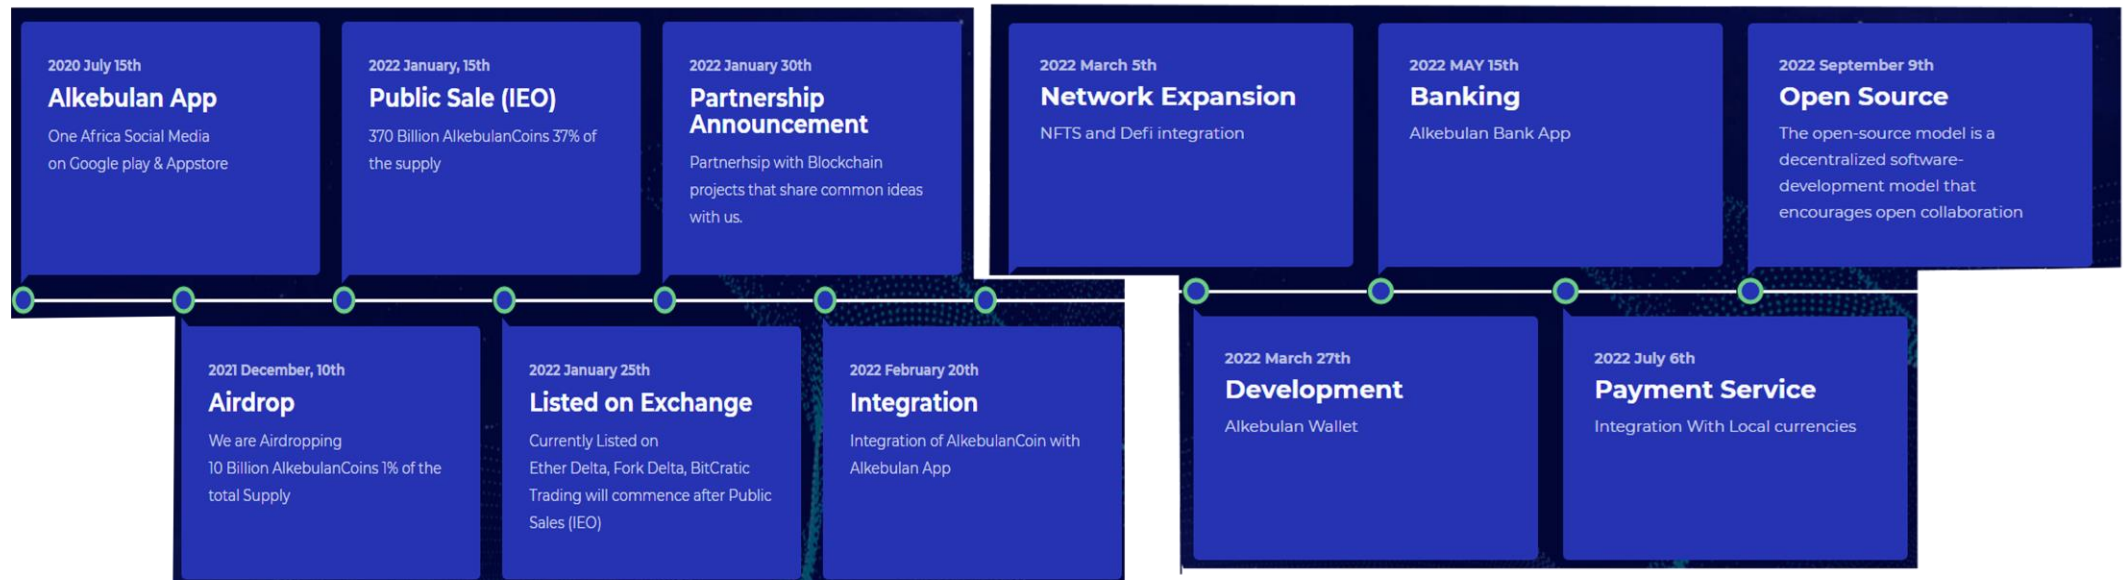 2020 July 15th
Alkebulan App
One Africa Social Media
on Google play & Appstore
2021 December, 10th
Airdrop
We are Airdropping
10 Billion AlkebulanCoins 1% of the
total Supply
2022 January, 15th
Public Sale (IEO)
370 Billion AlkebulanCoins 37% of
the supply
2022 January 25th
Listed on Exchange
Currently Listed on
Ether Delta, Fork Delta, BitCratic
Trading will commence after Public
Sales (IEO)
2022 January 30th
Partnership
Announcement
Partnerhsip with Blockchain
projects that share common ideas
with us.
2022 February 20th
Integration
Integration of AlkebulanCoin with
Alkebulan App
2022 March 5th
Network Expansion
NFTS and Defi integration
2022 March 27th
Development
Alkebulan Wallet
2022 MAY 15th
Banking
Alkebulan Bank App
2022 July 6th
Payment Service
Integration With Local currencies
2022 September 9th
Open Source
The open-source model is a
decentralized software-
development model that
encourages open collaboration